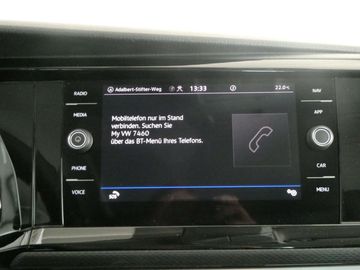 RADIO
MEDIA
PHONE
VOICE
Adalbert-Stifter-Weg
13:33
22.0
Mobiltelefon nur im Stand
verbinden. Suchen Sie
My VW 7460
über das BT-Menü Ihres Telefons.
SOS
NAV
APP
CAR
MENU